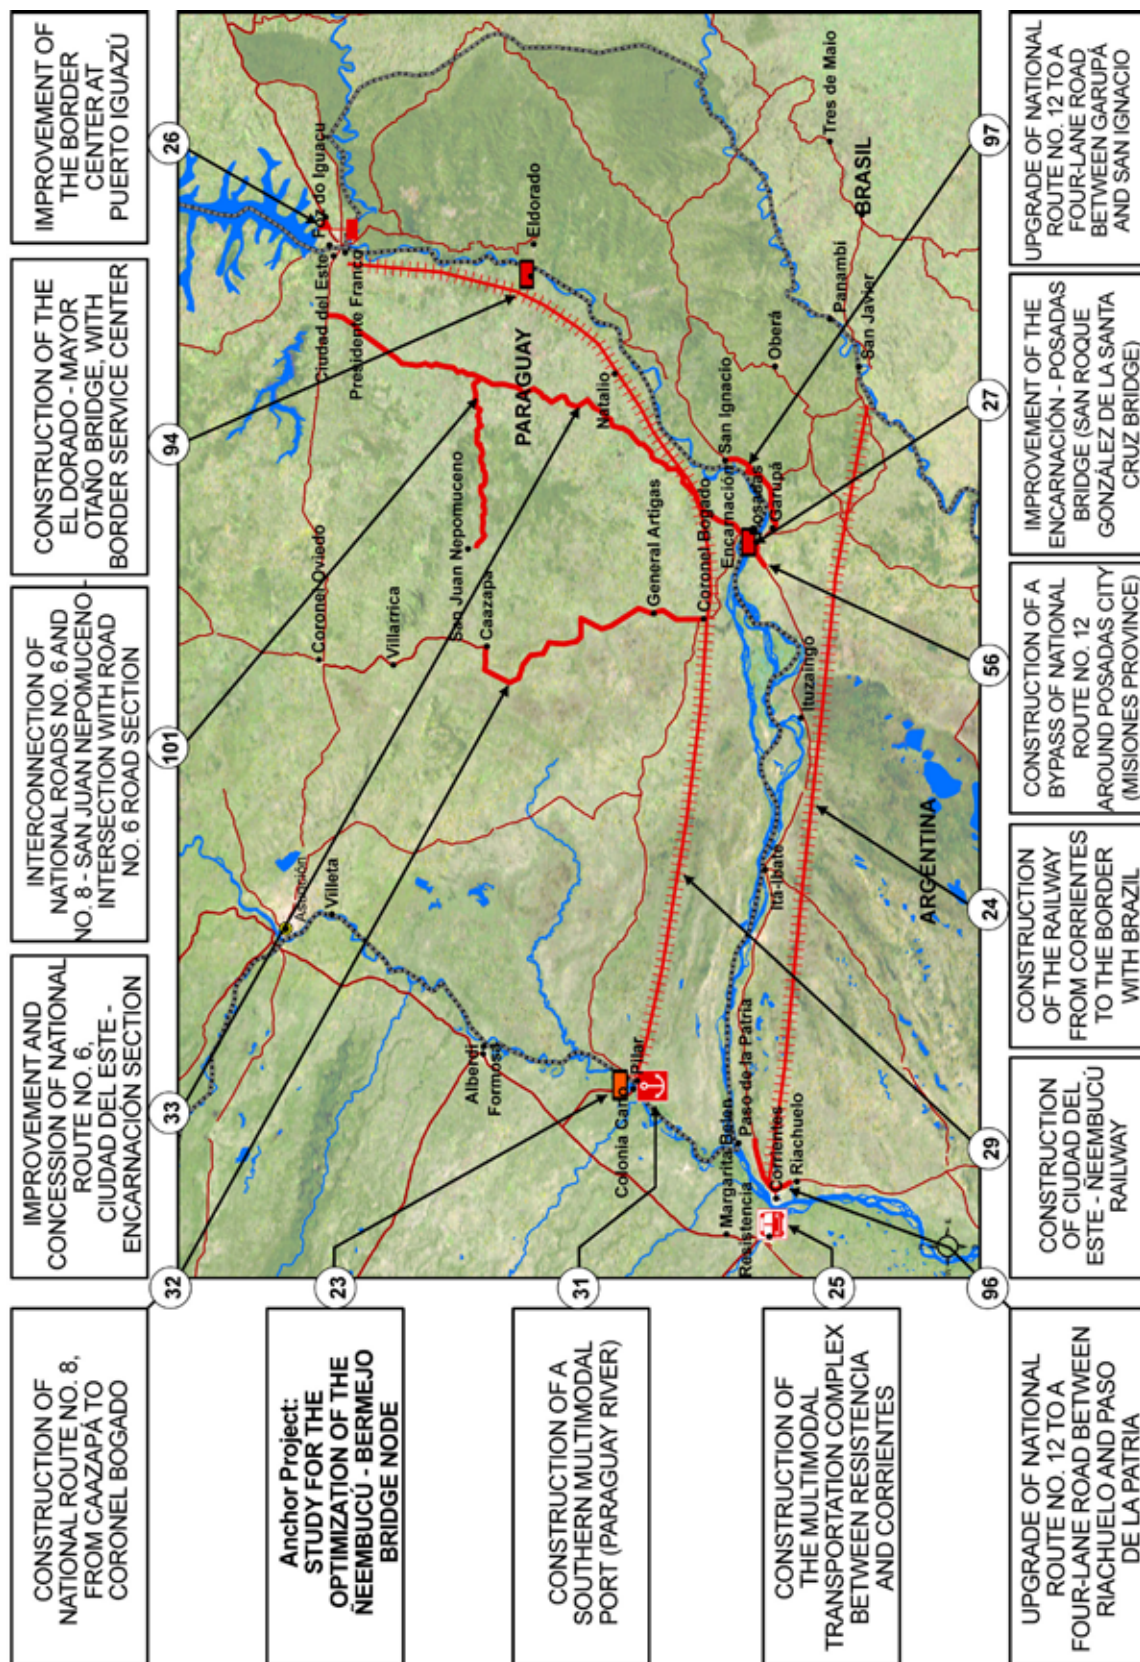 CONSTRUCTION OF
NATIONAL ROUTE NO. 8,
FROM CAAZAPÁ TO
CORONEL BOGADO
32
IMPROVEMENT AND
CONCESSION OF NATIONAL
ROUTE NO. 6,
CIUDAD DEL ESTE -
ENCARNACIÓN SECTION
33
INTERCONNECTION OF
NATIONAL ROADS NO. 6 AND
NO. 8 - SAN JUAN NEPOMUCENO-
INTERSECTION WITH ROAD
NO. 6 ROAD SECTION
101
CONSTRUCTION OF THE
EL DORADO - MAYOR
OTAÑO BRIDGE, WITH
BORDER SERVICE CENTER
94
IMPROVEMENT OF
THE BORDER
CENTER AT
PUERTO IGUAZÚ
26
Anchor Project:
STUDY FOR THE
OPTIMIZATION OF THE
ÑEEMBUCÚ - BERMEJO
BRIDGE NODE
23
CONSTRUCTION OF A
SOUTHERN MULTIMODAL
PORT (PARAGUAY RIVER)
31
CONSTRUCTION OF
THE MULTIMODAL
TRANSPORTATION COMPLEX
BETWEEN RESISTENCIA
AND CORRIENTES
25
Asunción
Villeta
Coronel Oviedo
Villarrica
Ciudad del Este
Foz do Iguaçu
Presidente Franco
San Juan Nepomuceno
Caazapá
Alberdi
Formosa
PARAGUAY
Eldorado
Natalio
General Artigas
Coronel Bogado
Colonia Cano
Pilar
Encarnación
San Ignacio
Posadas
Garupá
Oberá
Panambí
San Javier
Tres de Maio
BRASIL
Margarita Belen
Paso de la Patria
Resistencia
Corrientes
Riachuelo
Itá-Ibaté
Ituzaingo
ARGENTINA
96
UPGRADE OF NATIONAL
ROUTE NO. 12 TO A
FOUR-LANE ROAD BETWEEN
RIACHUELO AND PASO
DE LA PATRIA
29
CONSTRUCTION
OF CIUDAD DEL
ESTE - ÑEEMBUCÚ
RAILWAY
24
CONSTRUCTION
OF THE RAILWAY
FROM CORRIENTES
TO THE BORDER
WITH BRAZIL
56
CONSTRUCTION OF A
BYPASS OF NATIONAL
ROUTE NO. 12
AROUND POSADAS CITY
(MISIONES PROVINCE)
27
IMPROVEMENT OF THE
ENCARNACIÓN - POSADAS
BRIDGE (SAN ROQUE
GONZÁLEZ DE LA SANTA
CRUZ BRIDGE)
97
UPGRADE OF NATIONAL
ROUTE NO. 12 TO A
FOUR-LANE ROAD
BETWEEN GARUPÁ
AND SAN IGNACIO